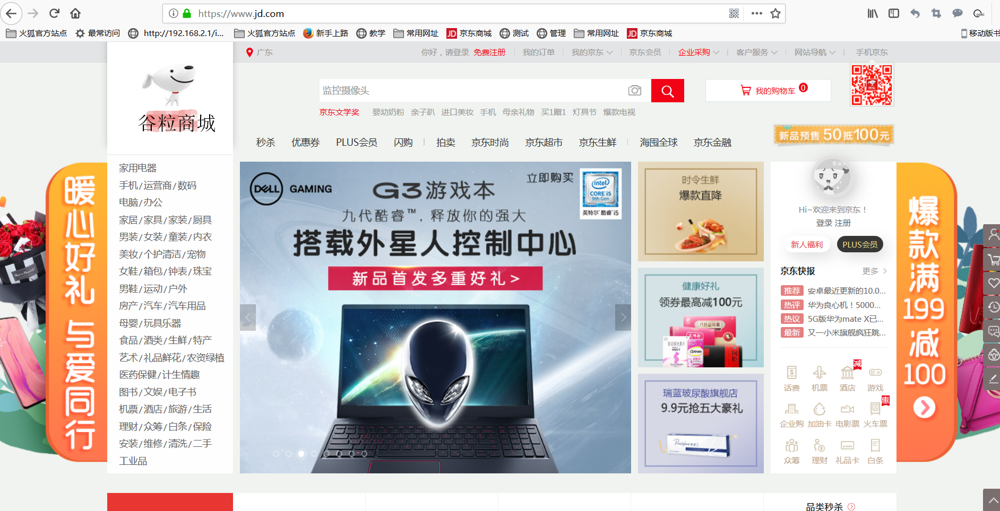 https://www.jd.com
火狐官方站点 最常访问 http://192.168.2.1/i... 火狐官方站点 新手上路 教学 常用网址 JD 京东商城 测试 管理 常用网址 JD 京东商城 移动版书
广东 你好，请登录 免费注册 我的订单 我的京东 京东会员 企业采购 客户服务 网站导航 手机京东
谷粒商城
监控摄像头
我的购物车 0
京东文学奖 婴幼奶粉 亲子趴 进口美妆 手机 母亲礼物 买1赠1 灯具节 爆款电视
秒杀 优惠券 PLUS会员 闪购 拍卖 京东时尚 京东超市 京东生鲜 海囤全球 京东金融
新品预售 50抵100元
暖心好礼 与爱同行
家用电器
手机/运营商/数码
电脑/办公
家居/家具/家装/厨具
男装/女装/童装/内衣
美妆/个护清洁/宠物
女鞋/箱包/钟表/珠宝
男鞋/运动/户外
房产/汽车/汽车用品
母婴/玩具乐器
食品/酒类/生鲜/特产
艺术/礼品鲜花/农资绿植
医药保健/计生情趣
图书/文娱/电子书
机票/酒店/旅游/生活
理财/众筹/白条/保险
安装/维修/清洗/二手
工业品
DELL GAMING
立即购买
intel
CORE i5
9th Gen
英特尔 酷睿 i5
G3游戏本
九代酷睿™，释放你的强大
搭载外星人控制中心
新品首发多重好礼>
时令生鲜
爆款直降
健康好礼
领券最高减100元
瑞蓝玻尿酸旗舰店
9.9元抢五大豪礼
Hi~欢迎来到京东！
登录 注册
新人福利 PLUS会员
京东快报 更多
推荐 安卓最近更新的10.0...
热评 华为良心机！5000...
热议 5G版华为mate X已...
最新 又一小米旗舰疯狂跳...
减
话费 机票 酒店 游戏
惠
企业购 加油卡 电影票 火车票
众筹 理财 礼品卡 白条
爆款满199减100
品类秒杀